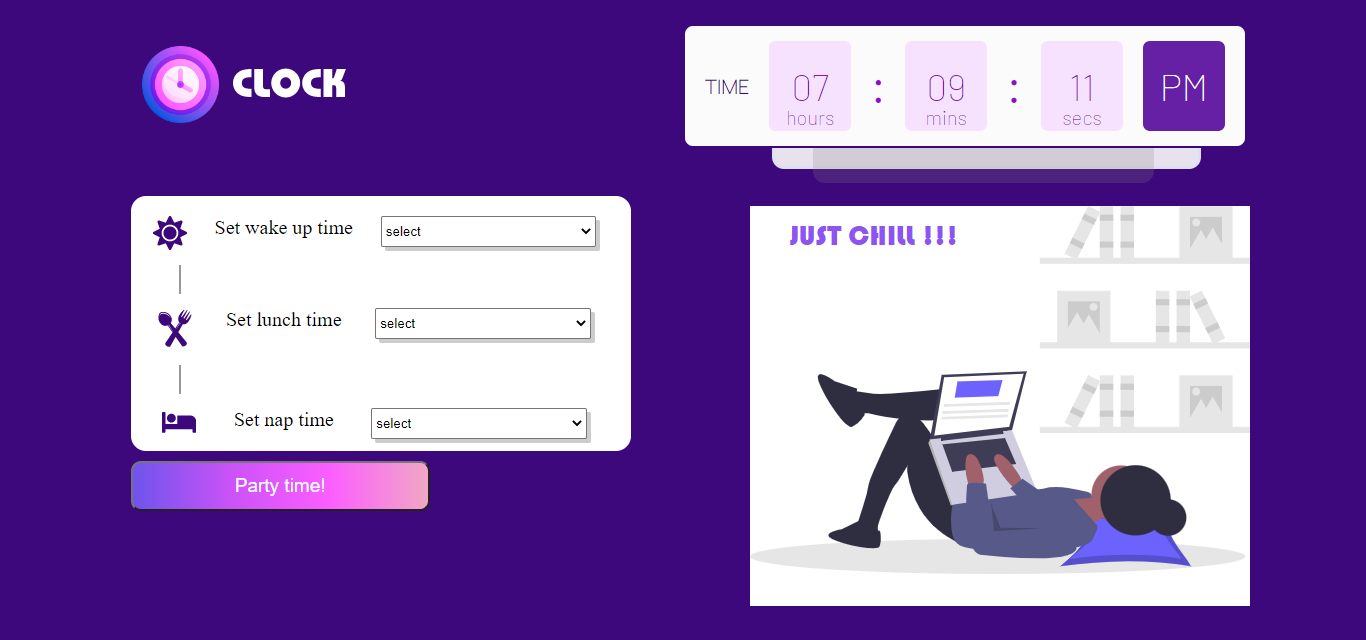 CLOCK
TIME 07 : 09 : 11 PM
hours mins secs
Set wake up time select
Set lunch time select
Set nap time select
Party time!
JUST CHILL !!!